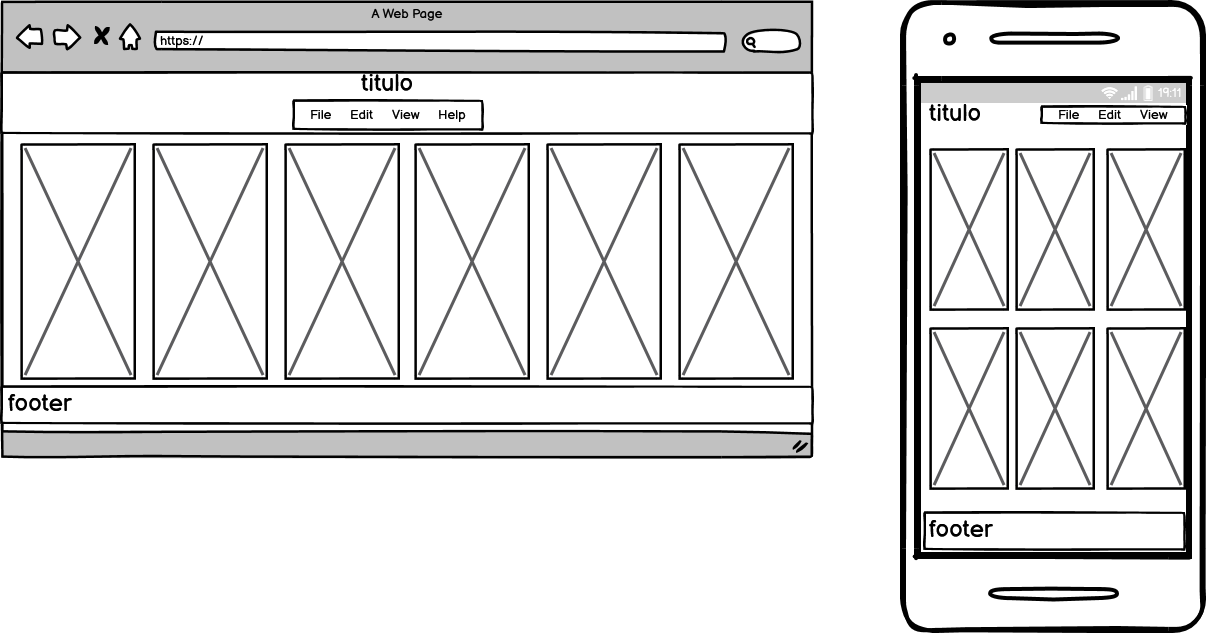 A Web Page
https://
titulo
File Edit View Help
footer
19:11
titulo File Edit View
footer